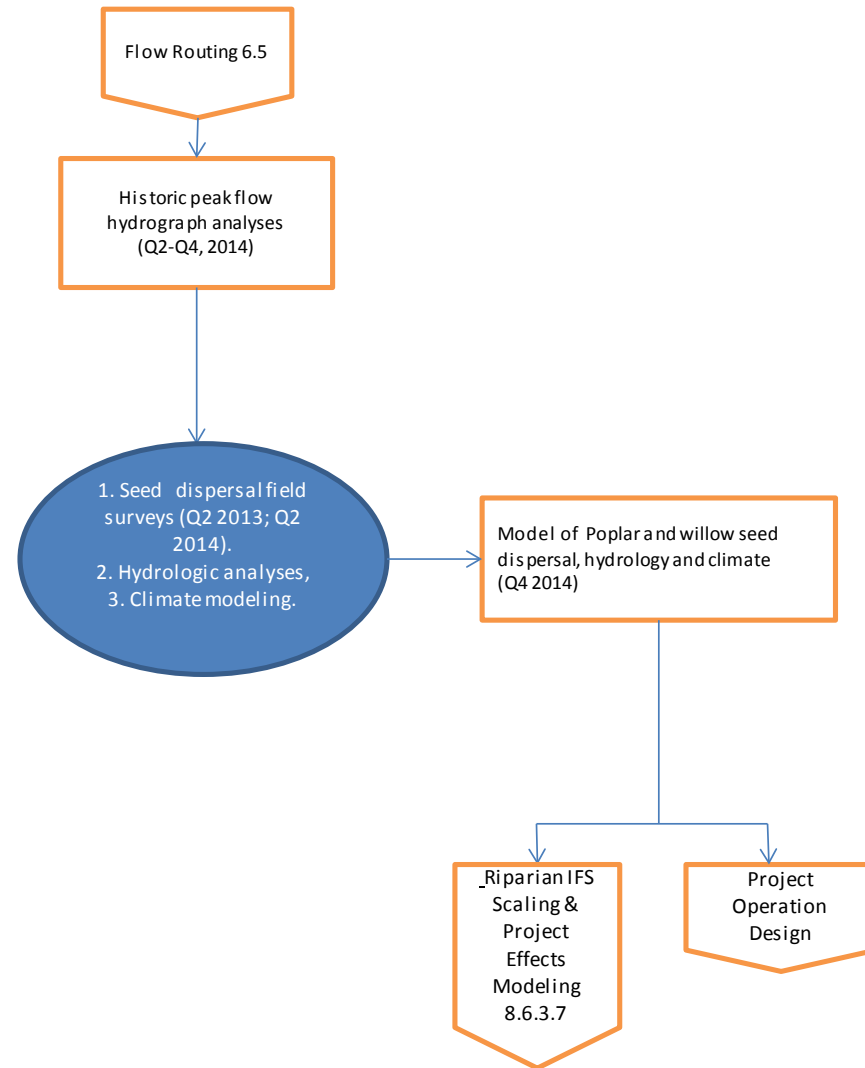 Flow Routing 6.5
Historic peak flow
hydrograph analyses
(Q2-Q4, 2014)
1. Seed dispersal field
surveys (Q2 2013; Q2
2014).
2. Hydrologic analyses,
3. Climate modeling.
Model of Poplar and willow seed
dispersal, hydrology and climate
(Q4 2014)
_Riparian IFS
Scaling &
Project
Effects
Modeling
8.6.3.7
Project
Operation
Design